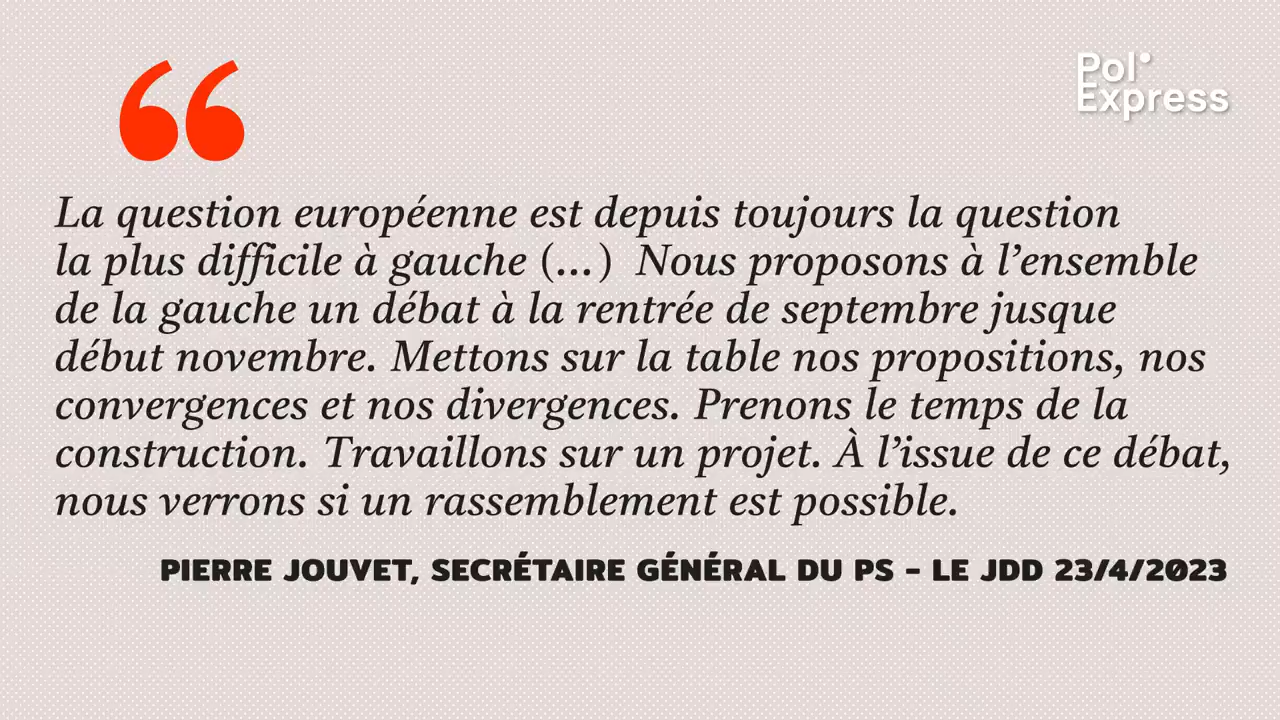 “
Pol'
Express
La question européenne est depuis toujours la question
la plus difficile à gauche (...) Nous proposons à l’ensemble
de la gauche un débat à la rentrée de septembre jusque
début novembre. Mettons sur la table nos propositions, nos
convergences et nos divergences. Prenons le temps de la
construction. Travaillons sur un projet. À l’issue de ce débat,
nous verrons si un rassemblement est possible.
PIERRE JOUVET, SECRÉTAIRE GÉNÉRAL DU PS – LE JDD 23/4/2023